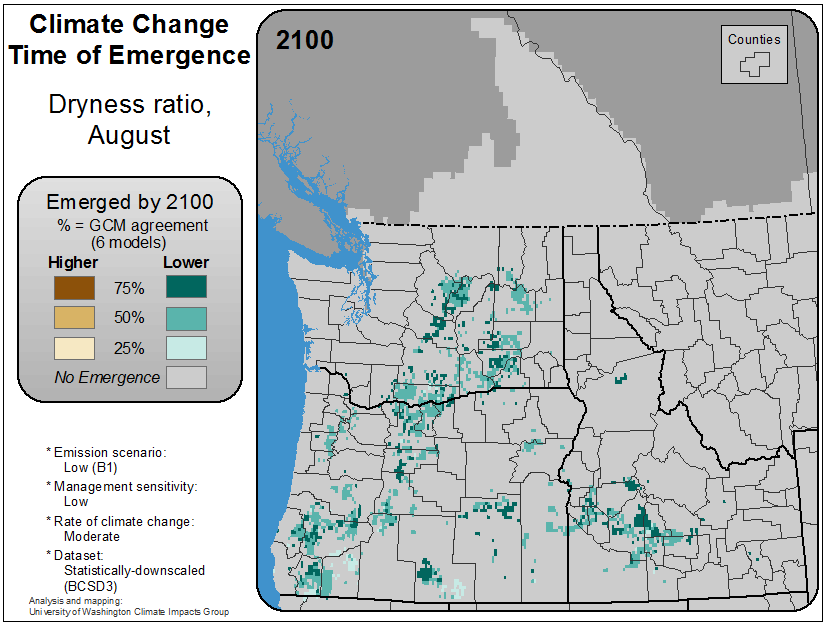 Climate Change
Time of Emergence
Dryness ratio,
August
Emerged by 2100
% = GCM agreement
(6 models)
Higher Lower
75%
50%
25%
No Emergence
* Emission scenario:
Low (B1)
* Management sensitivity:
Low
* Rate of climate change:
Moderate
* Dataset:
Statistically-downscaled
(BCSD3)
Analysis and mapping:
University of Washington Climate Impacts Group
2100
Counties